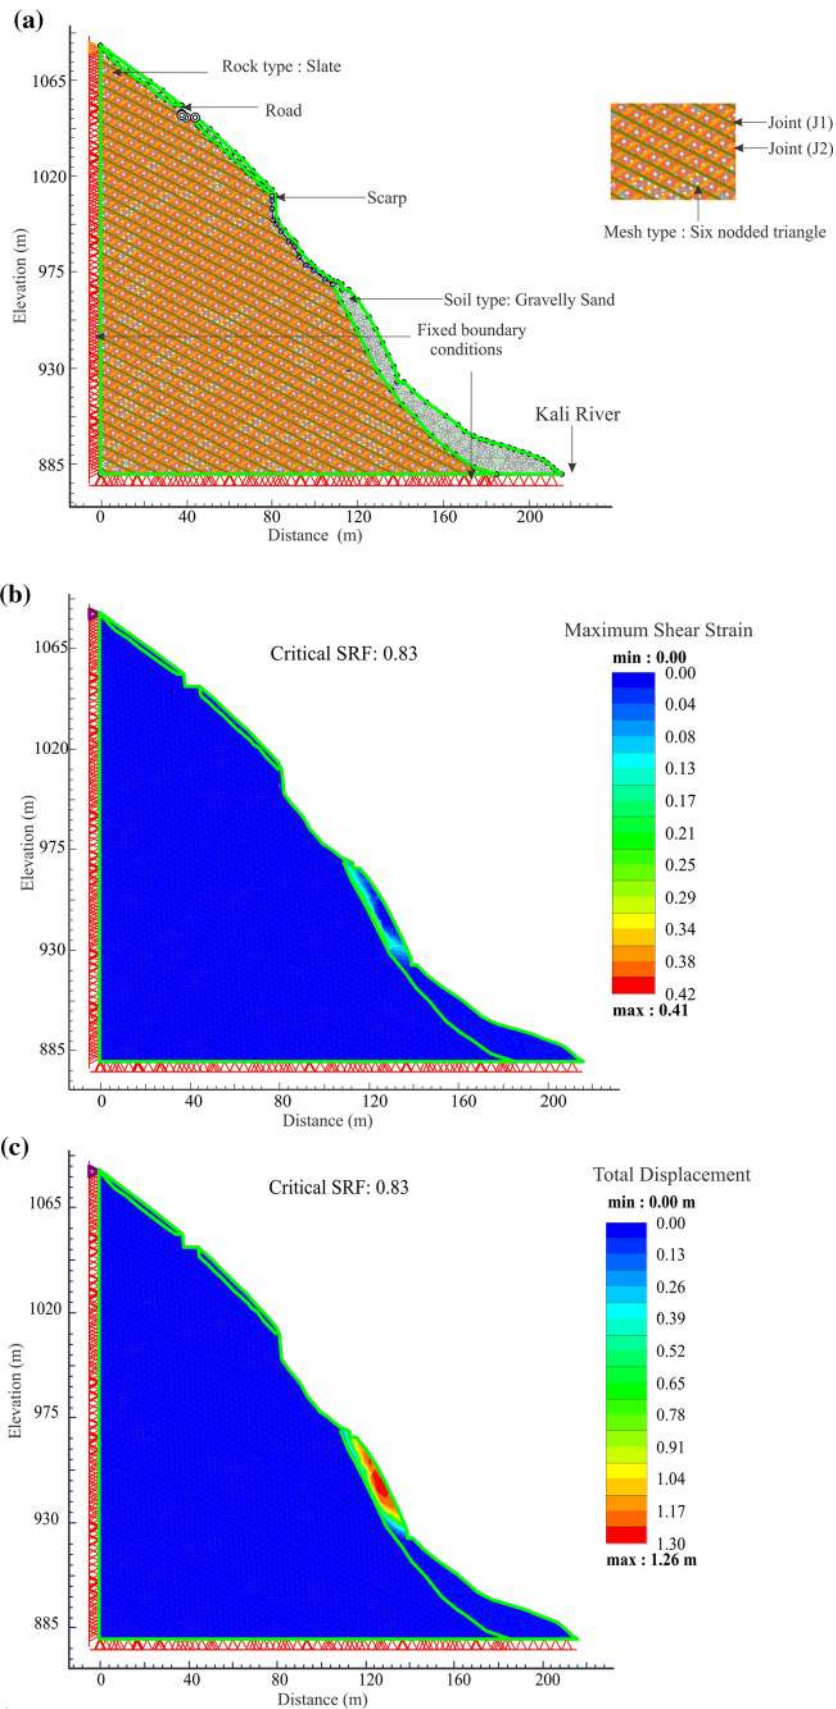 (a)
1065
1020
975
930
885
Elevation (m)
Rock type : Slate
Road
Scarp
Soil type: Gravelly Sand
Fixed boundary
conditions
Kali River
Joint (J1)
Joint (J2)
Mesh type : Six nodded triangle
0 40 80 120 160 200
Distance (m)
(b)
1065
1020
975
930
885
Elevation (m)
Critical SRF: 0.83
Maximum Shear Strain
min : 0.00
0.00
0.04
0.08
0.13
0.17
0.21
0.25
0.29
0.34
0.38
0.42
max : 0.41
0 40 80 120 160 200
Distance (m)
(c)
1065
1020
975
930
885
Elevation (m)
Critical SRF: 0.83
Total Displacement
min : 0.00 m
0.00
0.13
0.26
0.39
0.52
0.65
0.78
0.91
1.04
1.17
1.30
max : 1.26 m
0 40 80 120 160 200
Distance (m)